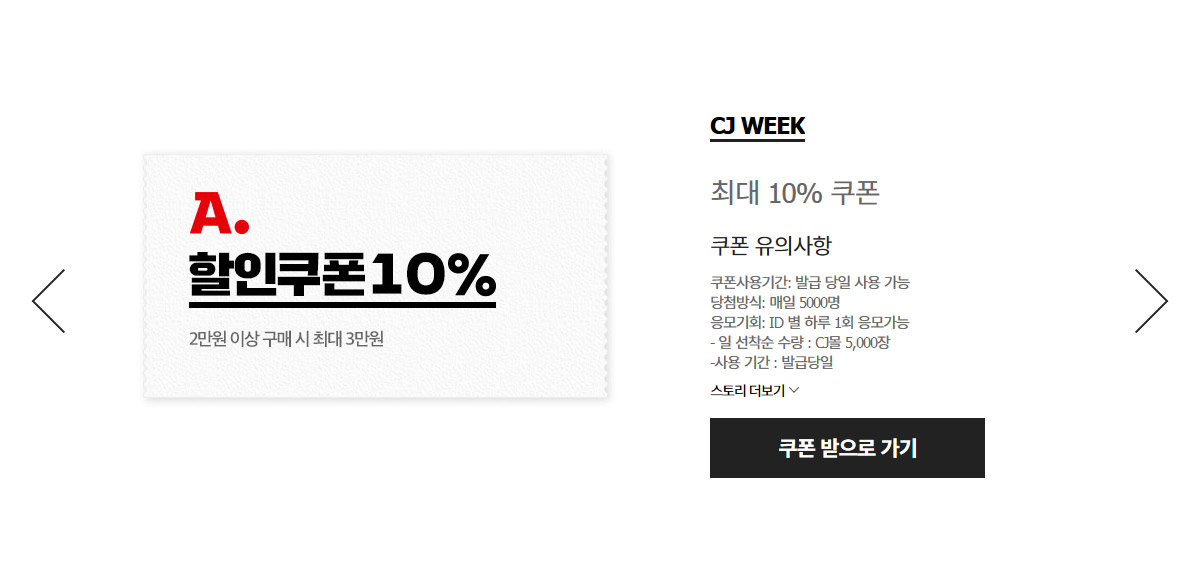 A.
할인쿠폰 10%
2만원 이상 구매 시 최대 3만원
CJ WEEK
최대 10% 쿠폰
쿠폰 유의사항
쿠폰사용기간: 발급 당일 사용 가능
당첨방식: 매일 5000명
응모기회: ID 별 하루 1회 응모가능
- 일 선착순 수량 : CJ몰 5,000장
-사용 기간 : 발급당일
스토리 더보기
쿠폰 받으로 가기